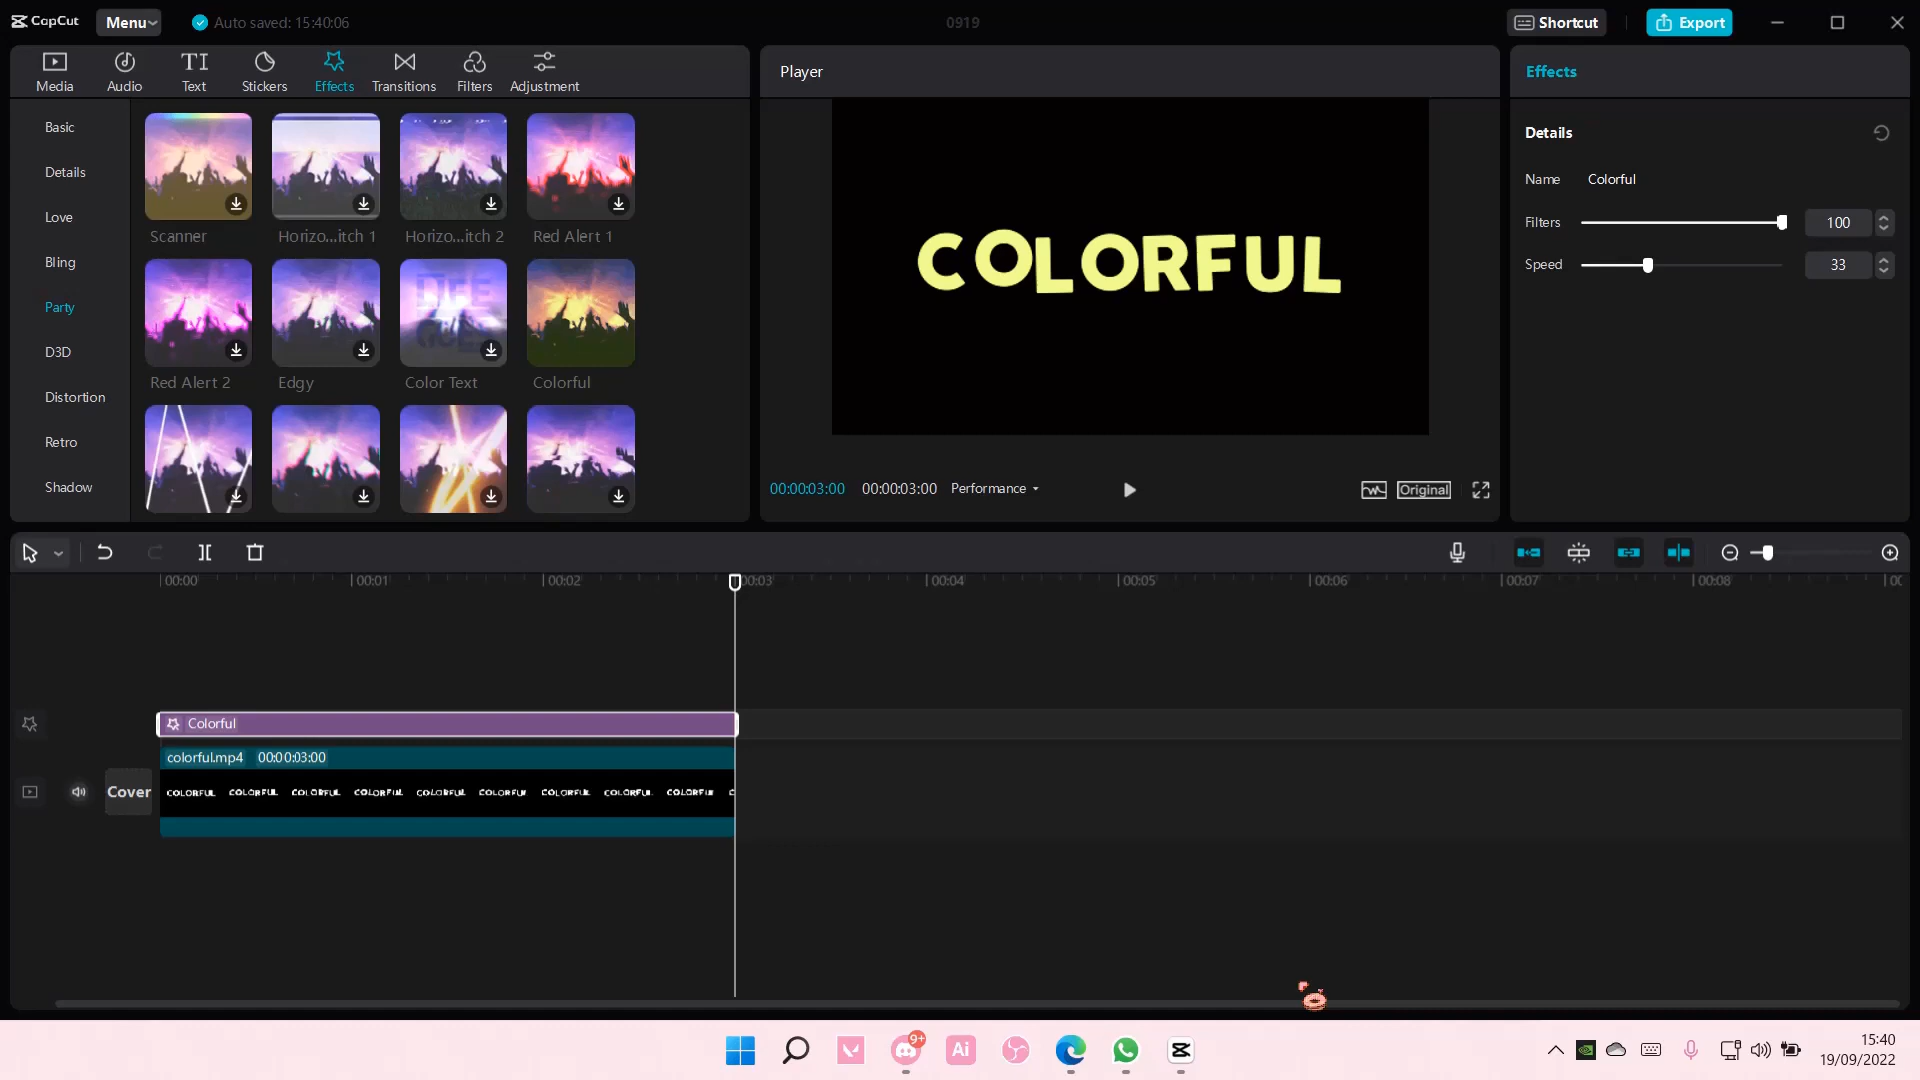 CapCut
Menu
Auto saved: 15:40:06
0919
Shortcut
Export
Media
Audio
TI
Text
Stickers
Effects
Transitions
Filters
Adjustment
Player
Effects
Basic
Details
Love
Bling
Party
D3D
Distortion
Retro
Shadow
Scanner
Horizo...itch 1
Horizo...itch 2
Red Alert 1
Red Alert 2
Edgy
Color Text
Colorful
COLORFUL
00:00:03:00
00:00:03:00
Performance
Original
Details
Name
Colorful
Filters
100
Speed
33
00:00
00:01
00:02
00:03
00:04
00:05
00:06
00:07
00:08
Colorful
colorful.mp4 00:00:03:00
Cover
COLORFUL COLORFUL COLORFUL COLORFUL COLORFUL COLORFUL COLORFUL COLORFUL COLORFUL
9+
Ai
15:40
19/09/2022